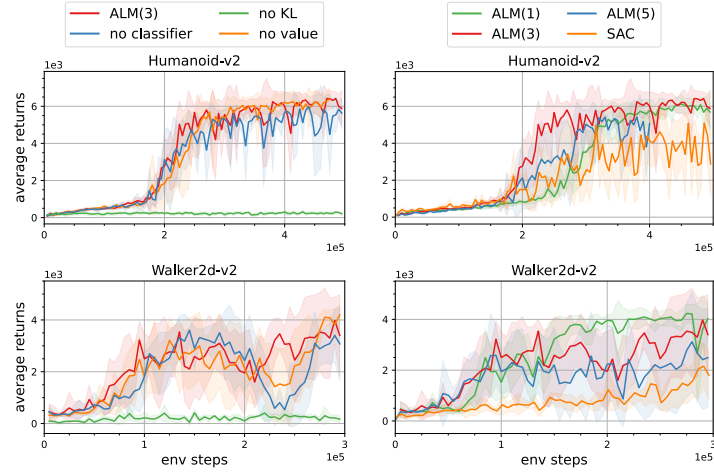 ALM(3) no KL
no classifier no value
ALM(1) ALM(5)
ALM(3) SAC
Humanoid-v2
1e3
average returns
6
4
2
0
0 2 4
1e5
Humanoid-v2
1e3
6
4
2
0
0 2 4
1e5
Walker2d-v2
1e3
average returns
4
2
0
0 1 2 3
1e5
env steps
Walker2d-v2
1e3
4
2
0
0 1 2 3
1e5
env steps